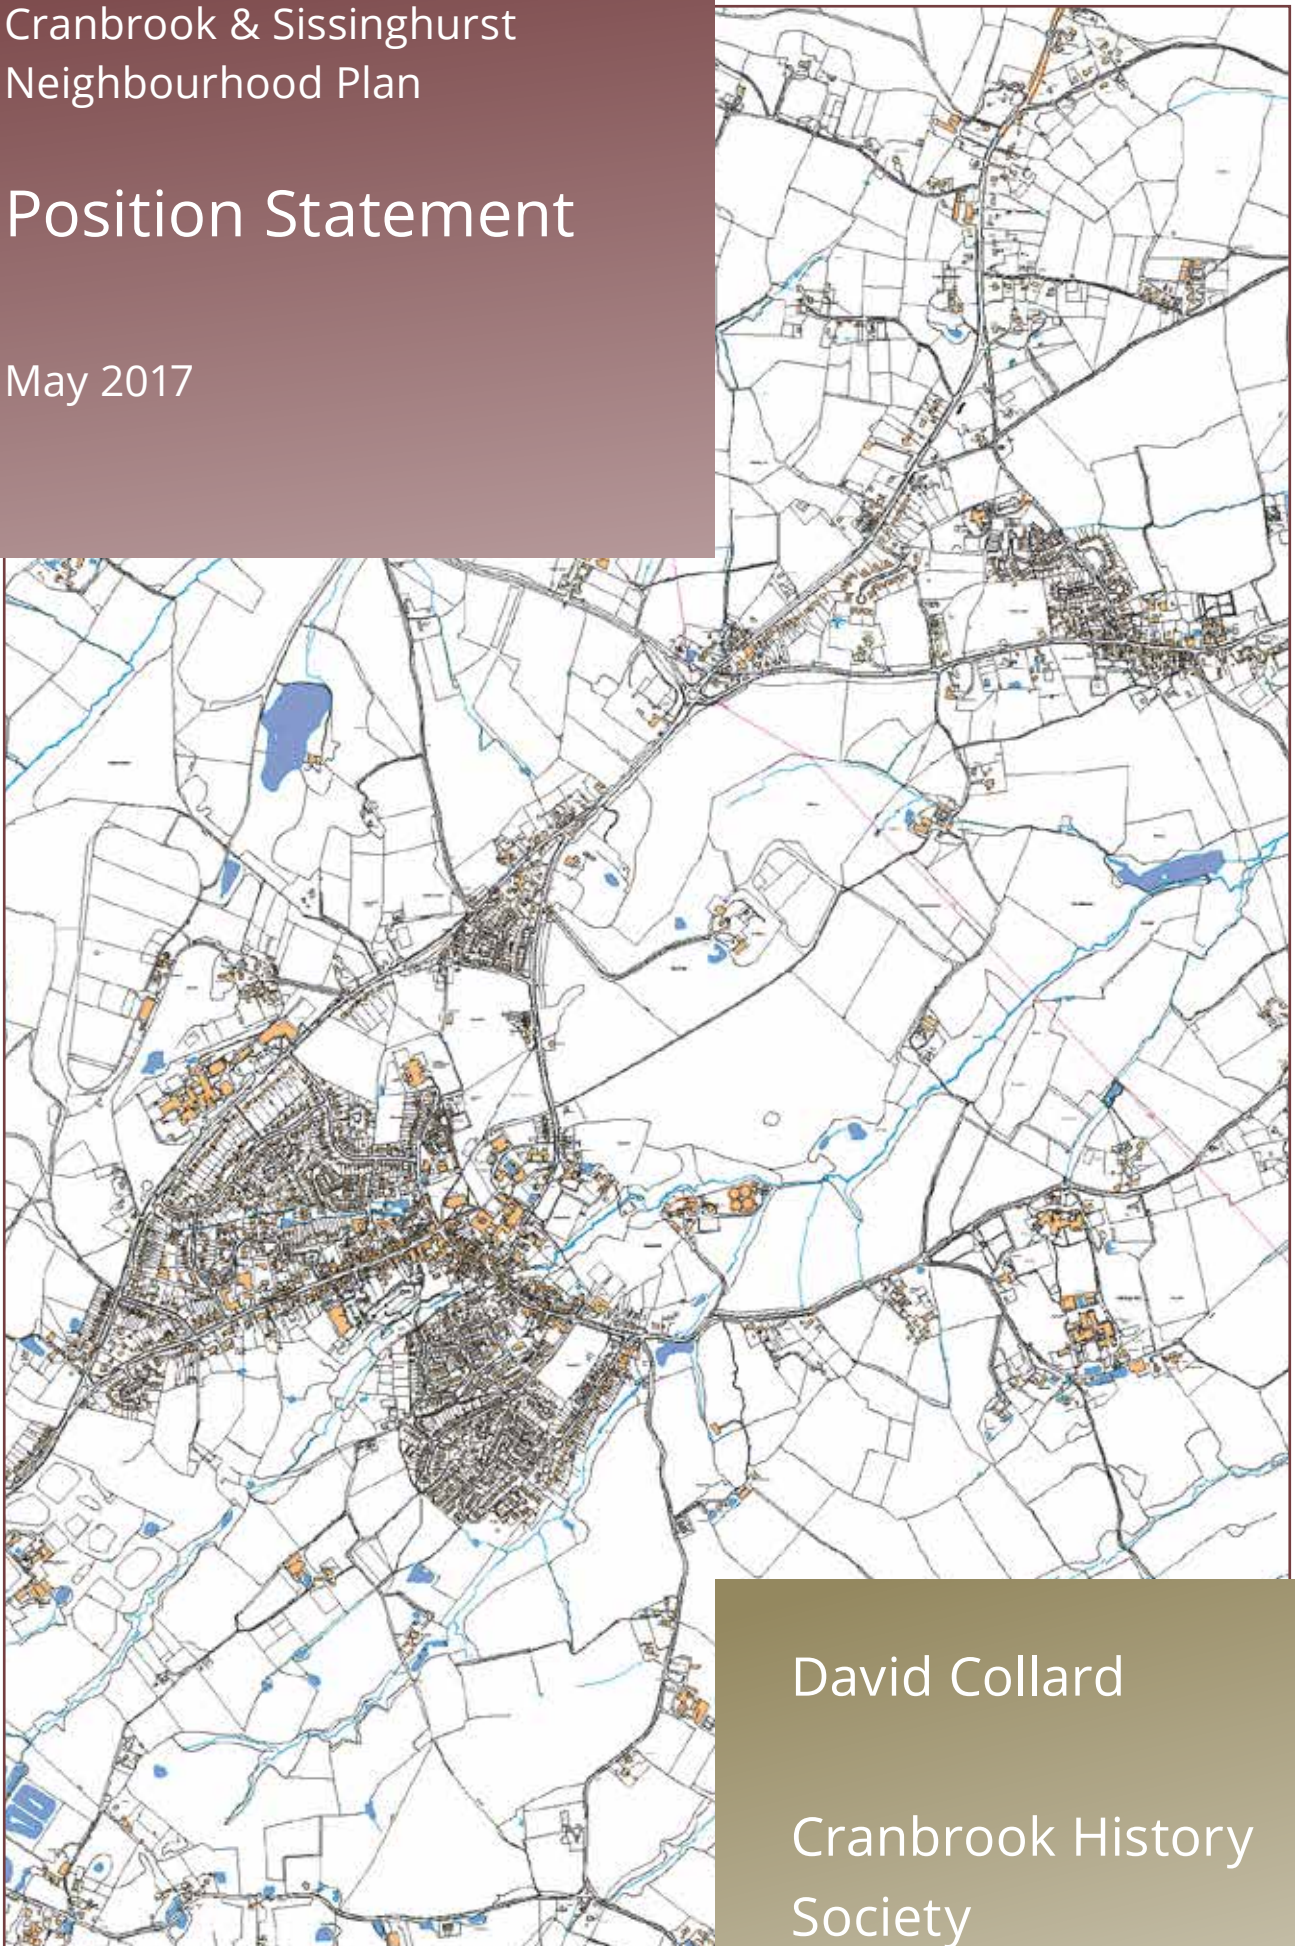 Cranbrook & Sissinghurst
Neighbourhood Plan
Position Statement
May 2017
David Collard
Cranbrook History
Society